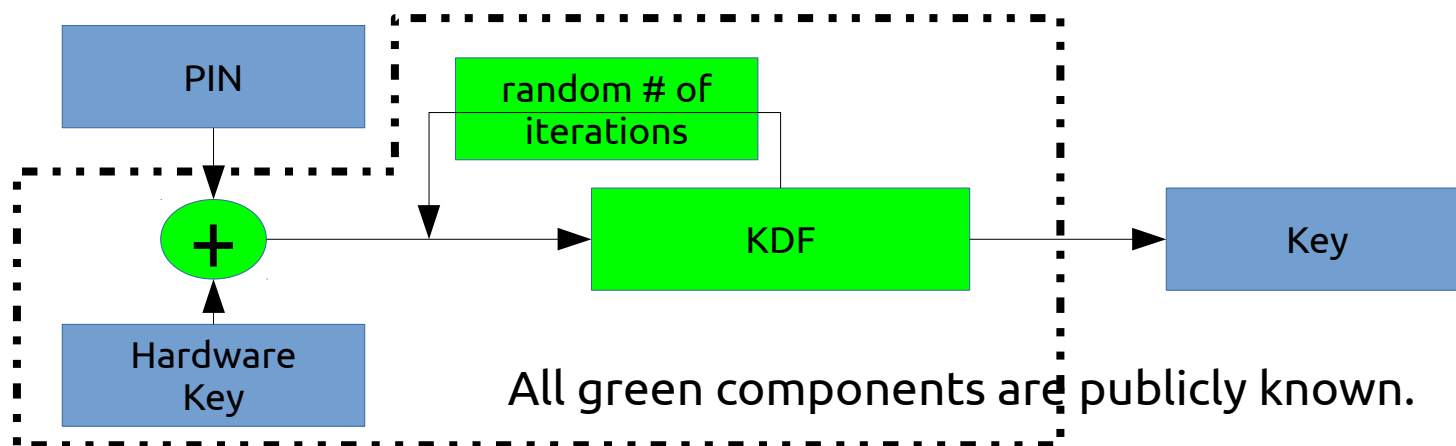 PIN
random # of
iterations
+
KDF
Key
Hardware
Key
All green components are publicly known.